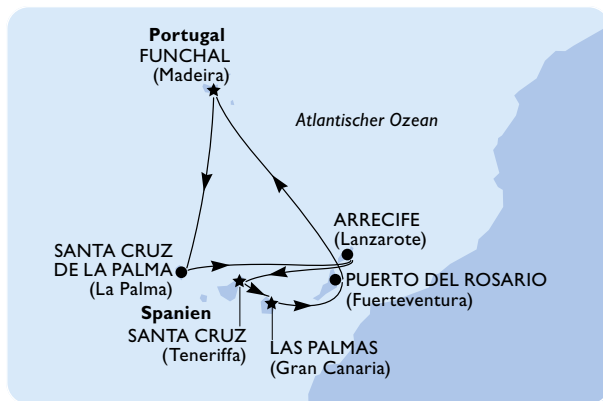 Portugal
FUNCHAL
(Madeira)
Atlantischer Ozean
ARRECIFE
(Lanzarote)
SANTA CRUZ
DE LA PALMA
(La Palma)
PUERTO DEL ROSARIO
(Fuerteventura)
Spanien
SANTA CRUZ
(Teneriffa)
LAS PALMAS
(Gran Canaria)